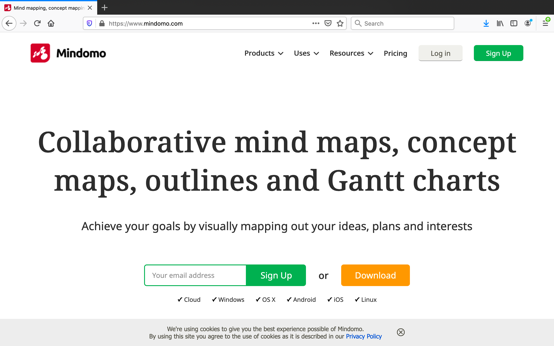 Mind mapping, concept mappi
https://www.mindomo.com
Search
Mindomo
Products
Uses
Resources
Pricing
Log in
Sign Up
Collaborative mind maps, concept
maps, outlines and Gantt charts
Achieve your goals by visually mapping out your ideas, plans and interests
Your email address
Sign Up
or
Download
✔ Cloud ✔ Windows ✔ OS X ✔ Android ✔ iOS ✔ Linux
We're using cookies to give you the best experience possible of Mindomo.
By using this site you agree to the use of cookies as it is described in our Privacy Policy